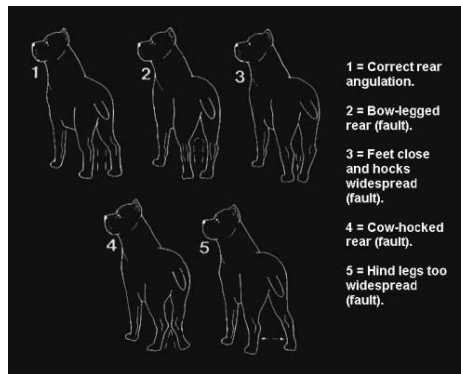 1
2
3
1 = Correct rear
angulation.
2 = Bow-legged
rear (fault).
3 = Feet close
and hocks
widespread
(fault).
4 = Cow-hocked
rear (fault).
5 = Hind legs too
widespread
(fault).
4
5